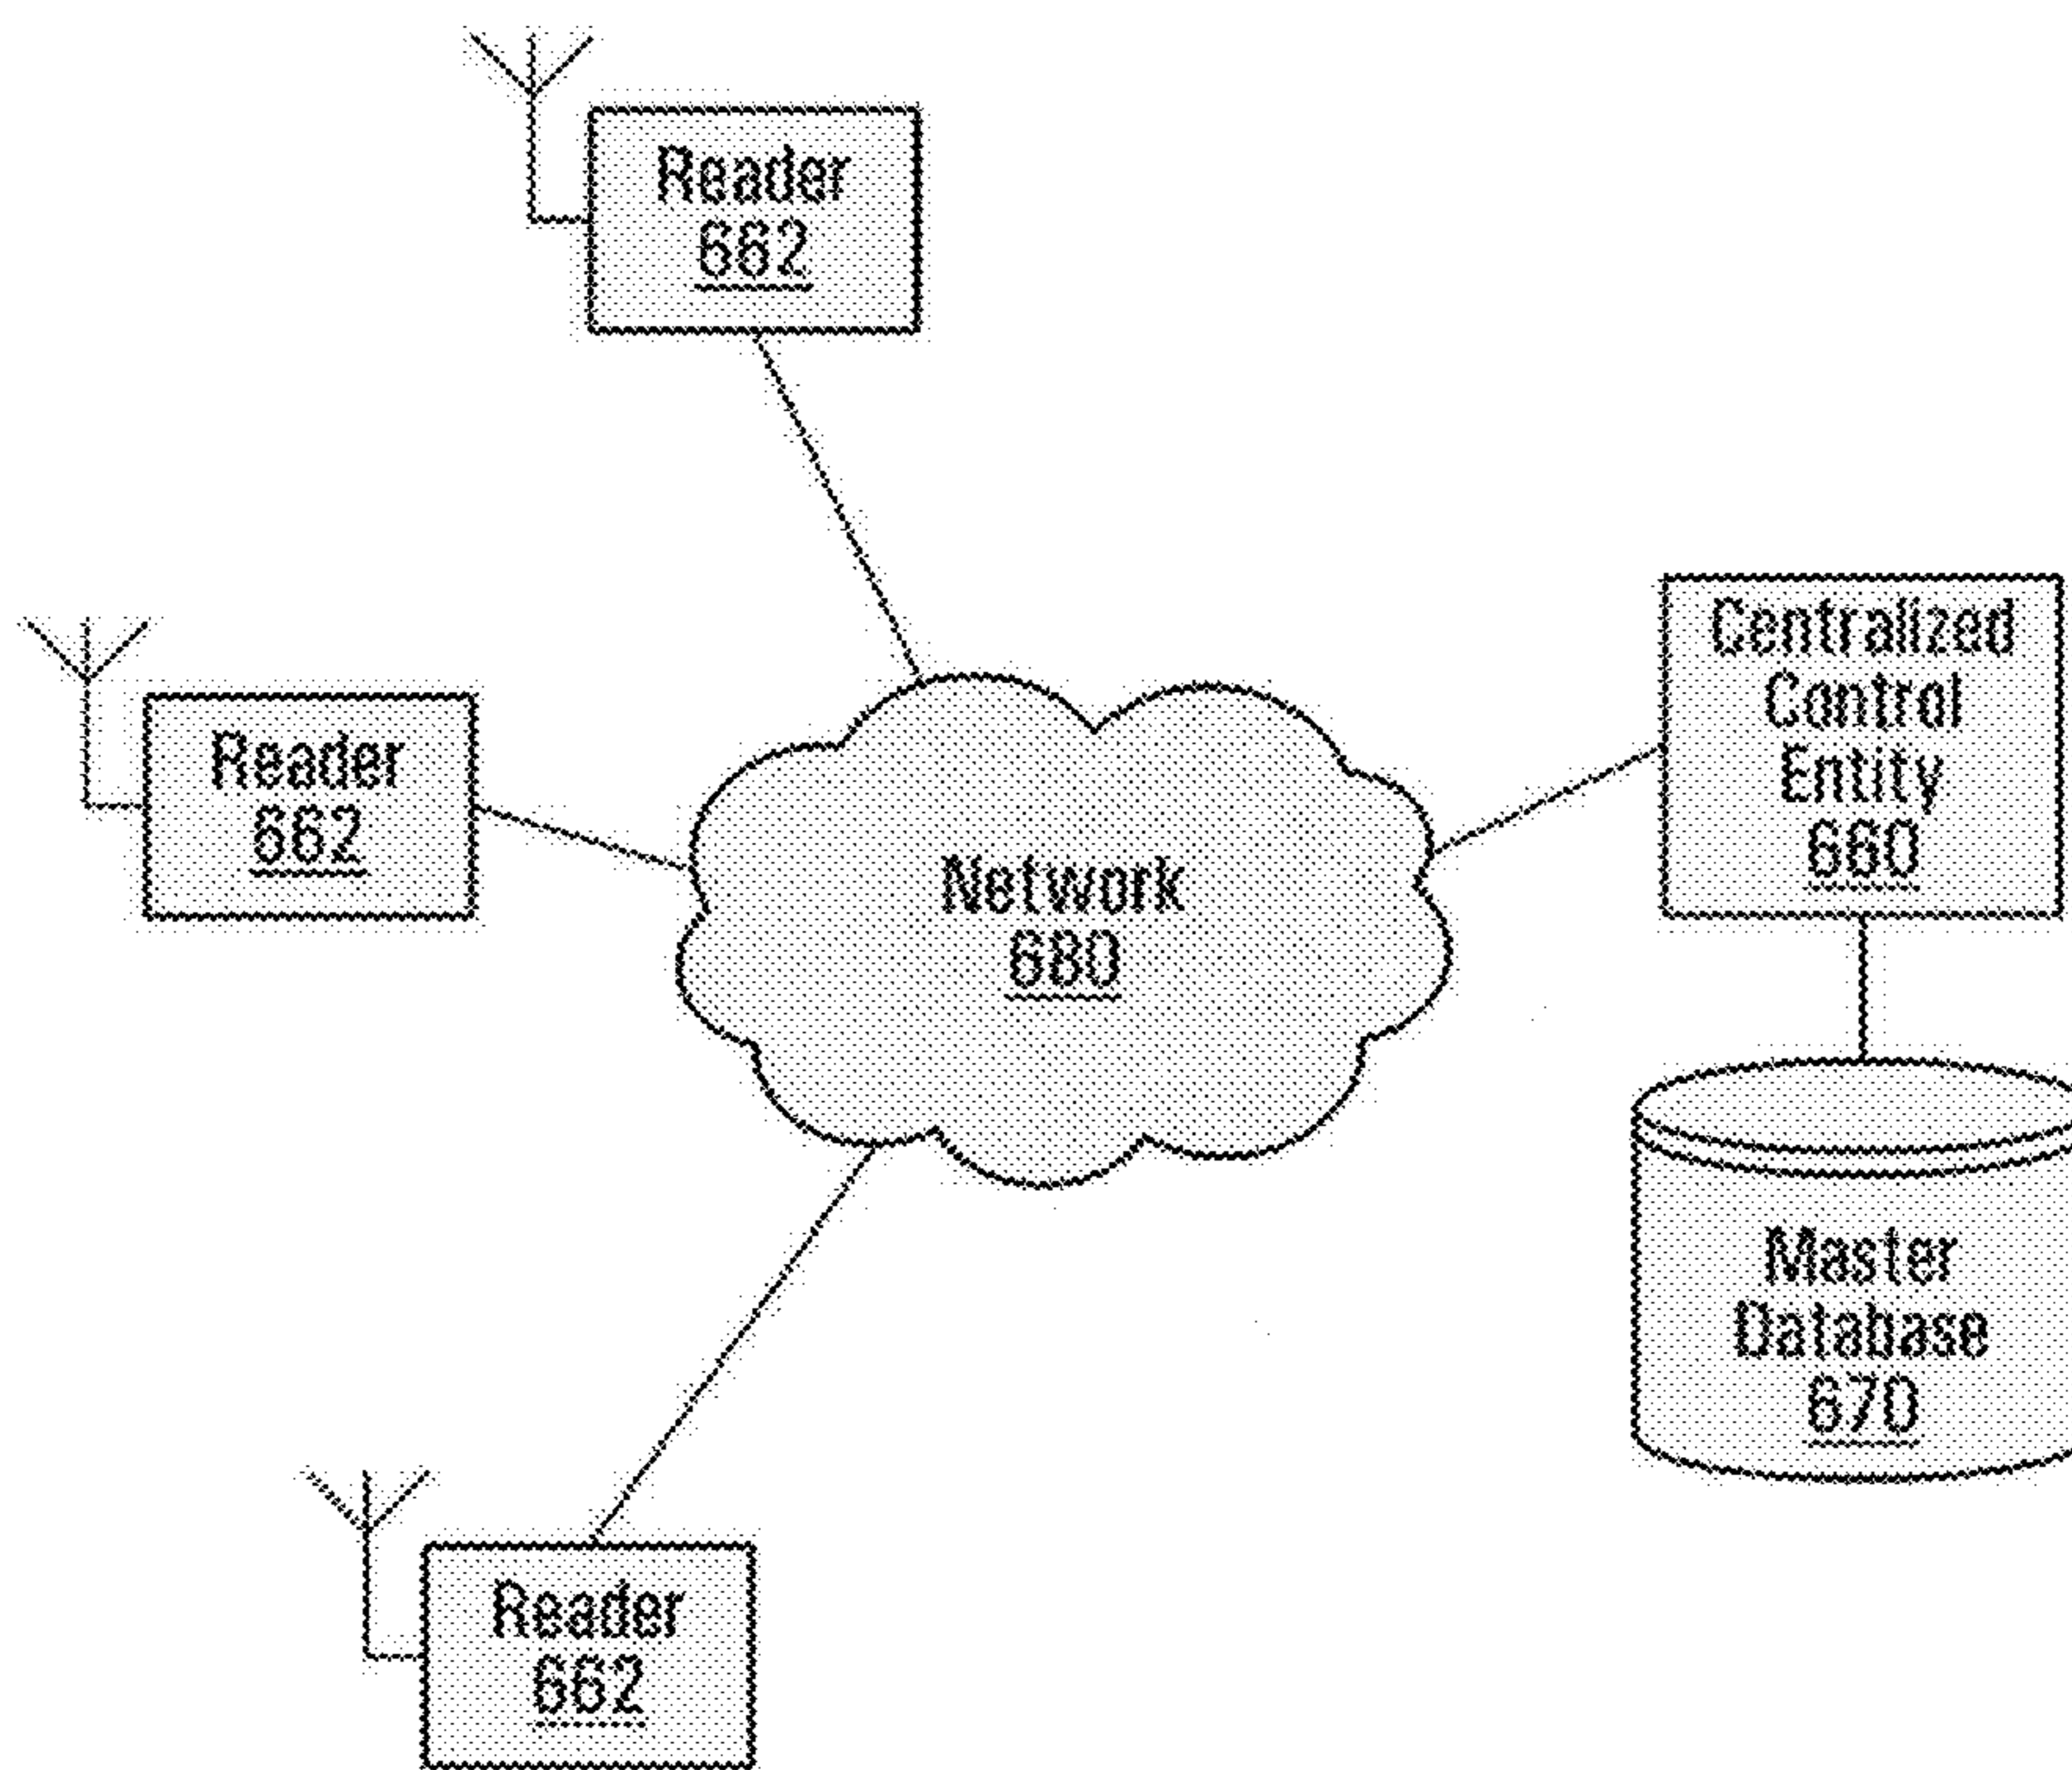 Reader
662
Reader
662
Centralized
Control
Entity
660
Network
680
Master
Database
670
Reader
662